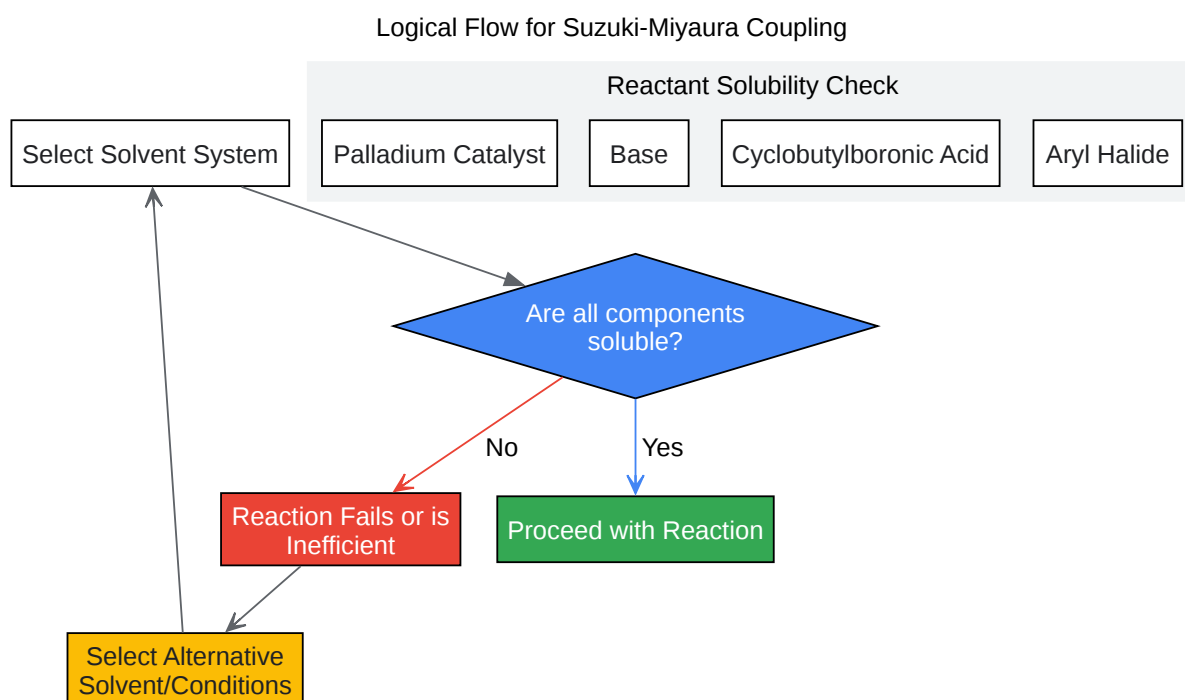 Logical Flow for Suzuki-Miyaura Coupling
Reactant Solubility Check
Select Solvent System
Palladium Catalyst
Base
Cyclobutylboronic Acid
Aryl Halide
Are all components
soluble?
No
Yes
Reaction Fails or is
Inefficient
Proceed with Reaction
Select Alternative
Solvent/Conditions